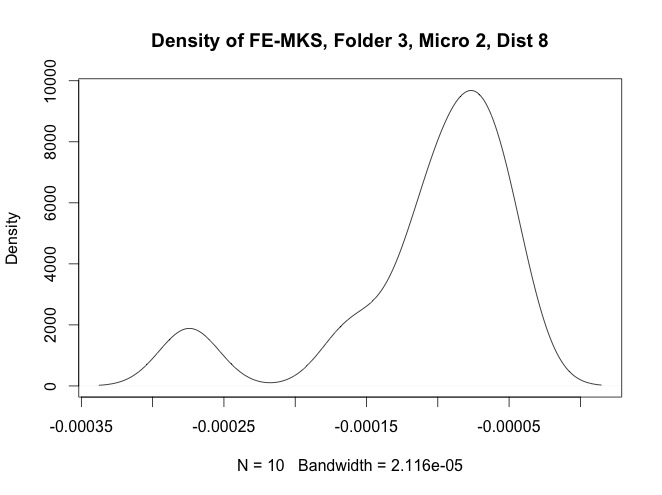 Density of FE-MKS, Folder 3, Micro 2, Dist 8
Density
10000
8000
6000
4000
2000
0
-0.00035 -0.00025 -0.00015 -0.00005
N = 10 Bandwidth = 2.116e-05